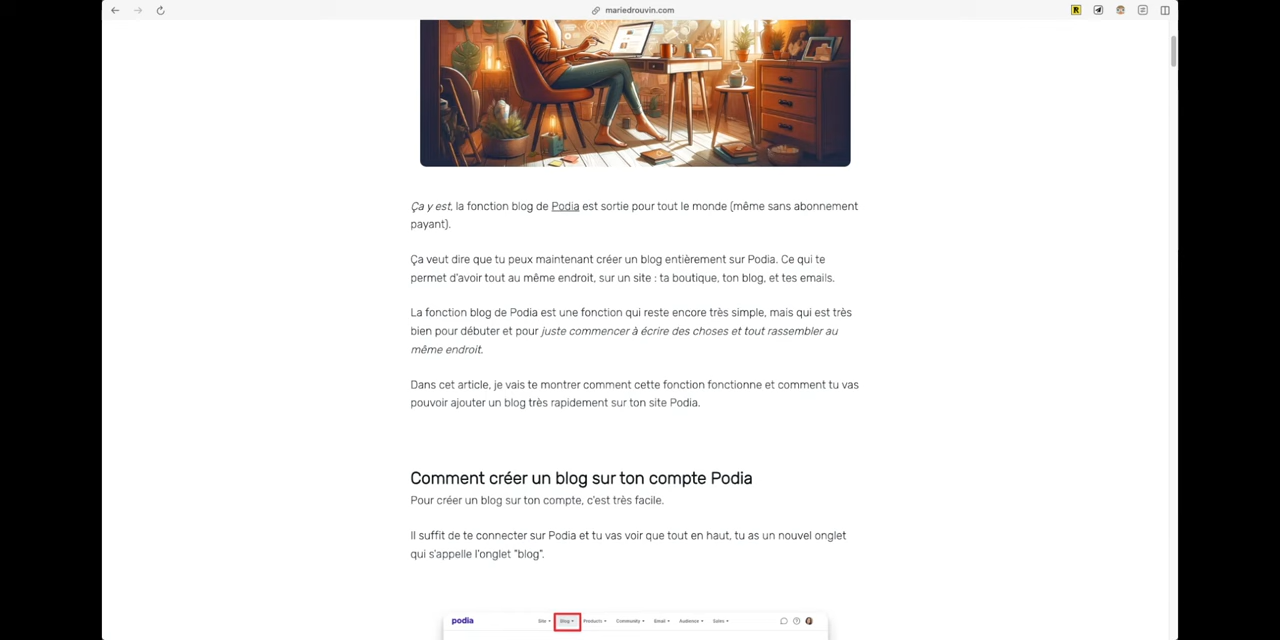 mariedrouvin.com
Ça y est, la fonction blog de Podia est sortie pour tout le monde (même sans abonnement
payant).
Ça veut dire que tu peux maintenant créer un blog entièrement sur Podia. Ce qui te
permet d'avoir tout au même endroit, sur un site : ta boutique, ton blog, et tes emails.
La fonction blog de Podia est une fonction qui reste encore très simple, mais qui est très
bien pour débuter et pour juste commencer à écrire des choses et tout rassembler au
même endroit.
Dans cet article, je vais te montrer comment cette fonction fonctionne et comment tu vas
pouvoir ajouter un blog très rapidement sur ton site Podia.
Comment créer un blog sur ton compte Podia
Pour créer un blog sur ton compte, c'est très facile.
Il suffit de te connecter sur Podia et tu vas voir que tout en haut, tu as un nouvel onglet
qui s'appelle l'onglet "blog".
podia Site Blog Products Community Email Audience Sales